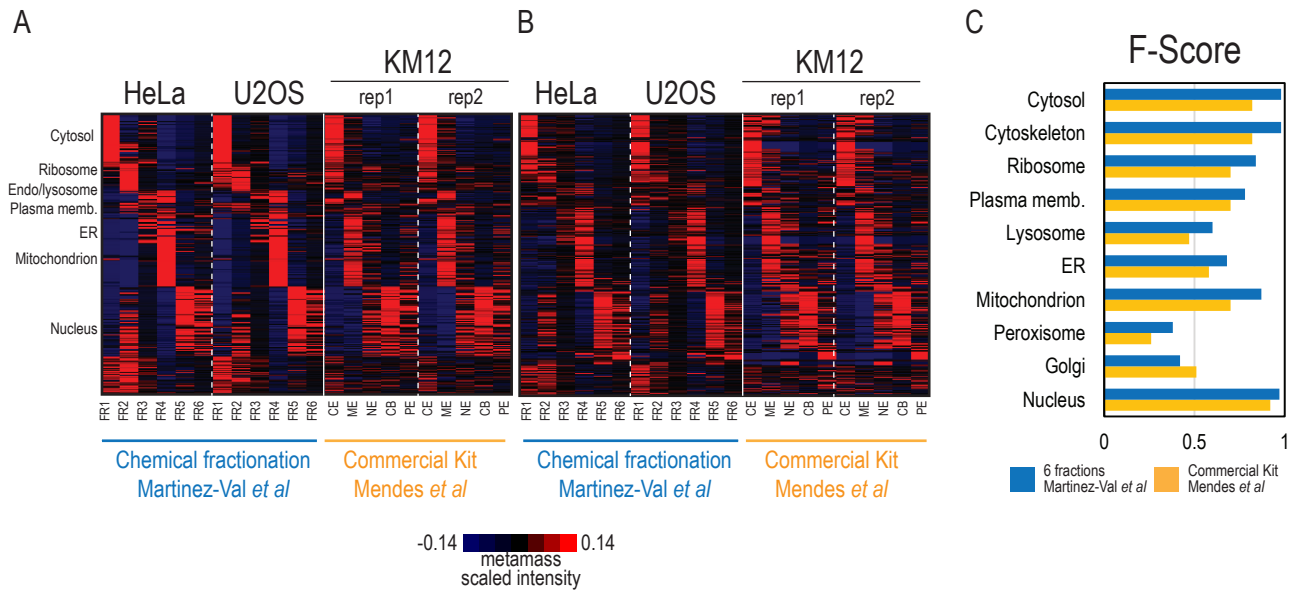 A
B
C
KM12
HeLa
U2OS
rep1
rep2
KM12
HeLa
U2OS
rep1
rep2
F-Score
Cytosol
Ribosome
Endo/lysosome
Plasma memb.
ER
Mitochondrion
Nucleus
FR1
FR2
FR3
FR4
FR5
FR6
FR1
FR2
FR3
FR4
FR5
FR6
CE
ME
NE
CB
PE
CE
ME
NE
CB
PE
FR1
FR2
FR3
FR4
FR5
FR6
FR1
FR2
FR3
FR4
FR5
FR6
CE
ME
NE
CB
PE
CE
ME
NE
CB
PE
Chemical fractionation
Martinez-Val et al
Commercial Kit
Mendes et al
Chemical fractionation
Martinez-Val et al
Commercial Kit
Mendes et al
-0.14
0.14
metamass
scaled intensity
Cytosol
Cytoskeleton
Ribosome
Plasma memb.
Lysosome
ER
Mitochondrion
Peroxisome
Golgi
Nucleus
0
0.5
1
6 fractions
Martinez-Val et al
Commercial Kit
Mendes et al